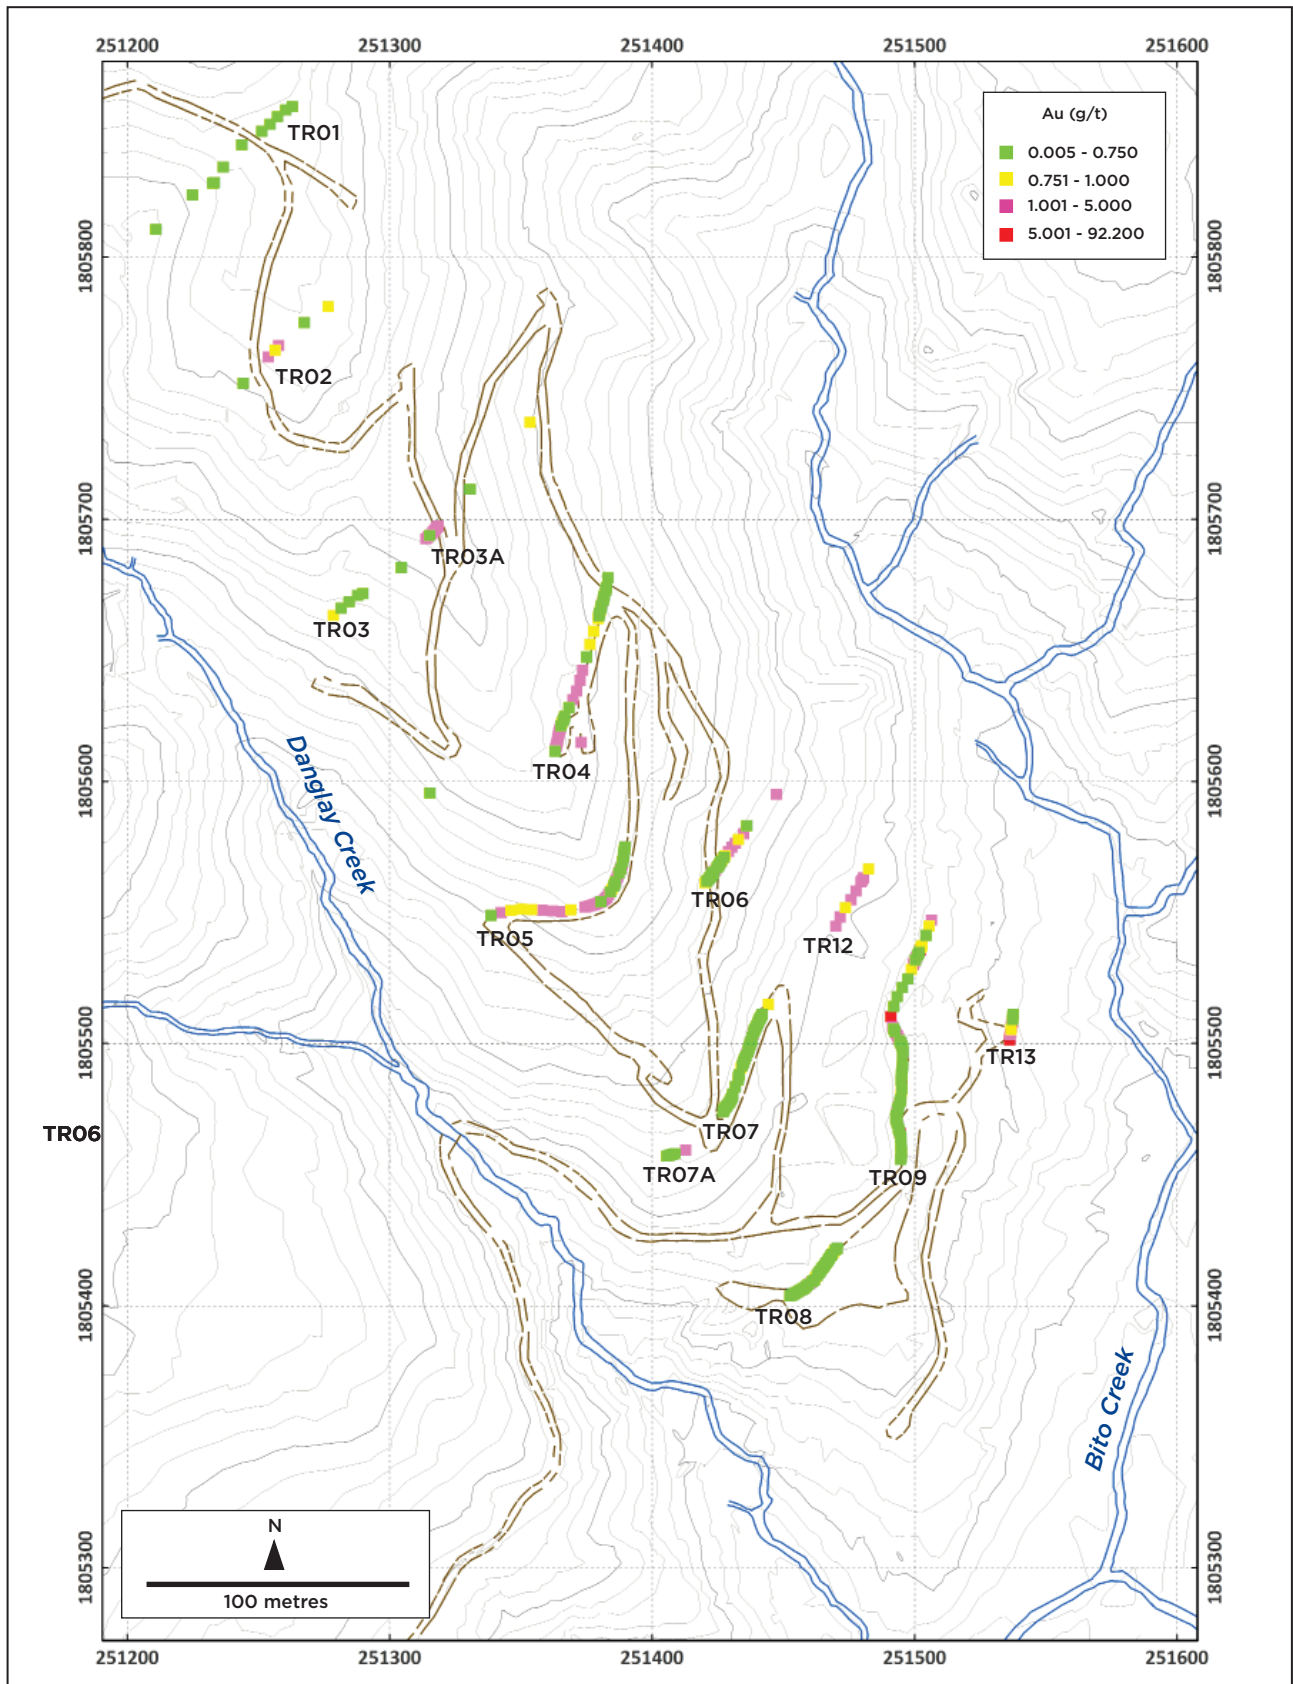 251200 251300 251400 251500 251600
Au (g/t)
0.005 - 0.750
0.751 - 1.000
1.001 - 5.000
5.001 - 92.200
TR01
1805800 1805800
TR02
1805700 1805700
TR03A
TR03
TR04
1805600 1805600
Danglay Creek
TR06
TR05
TR12
1805500 1805500
TR13
TR06
TR07
TR07A
TR09
1805400 1805400
TR08
Bito Creek
1805300 1805300
N
100 metres
251200 251300 251400 251500 251600